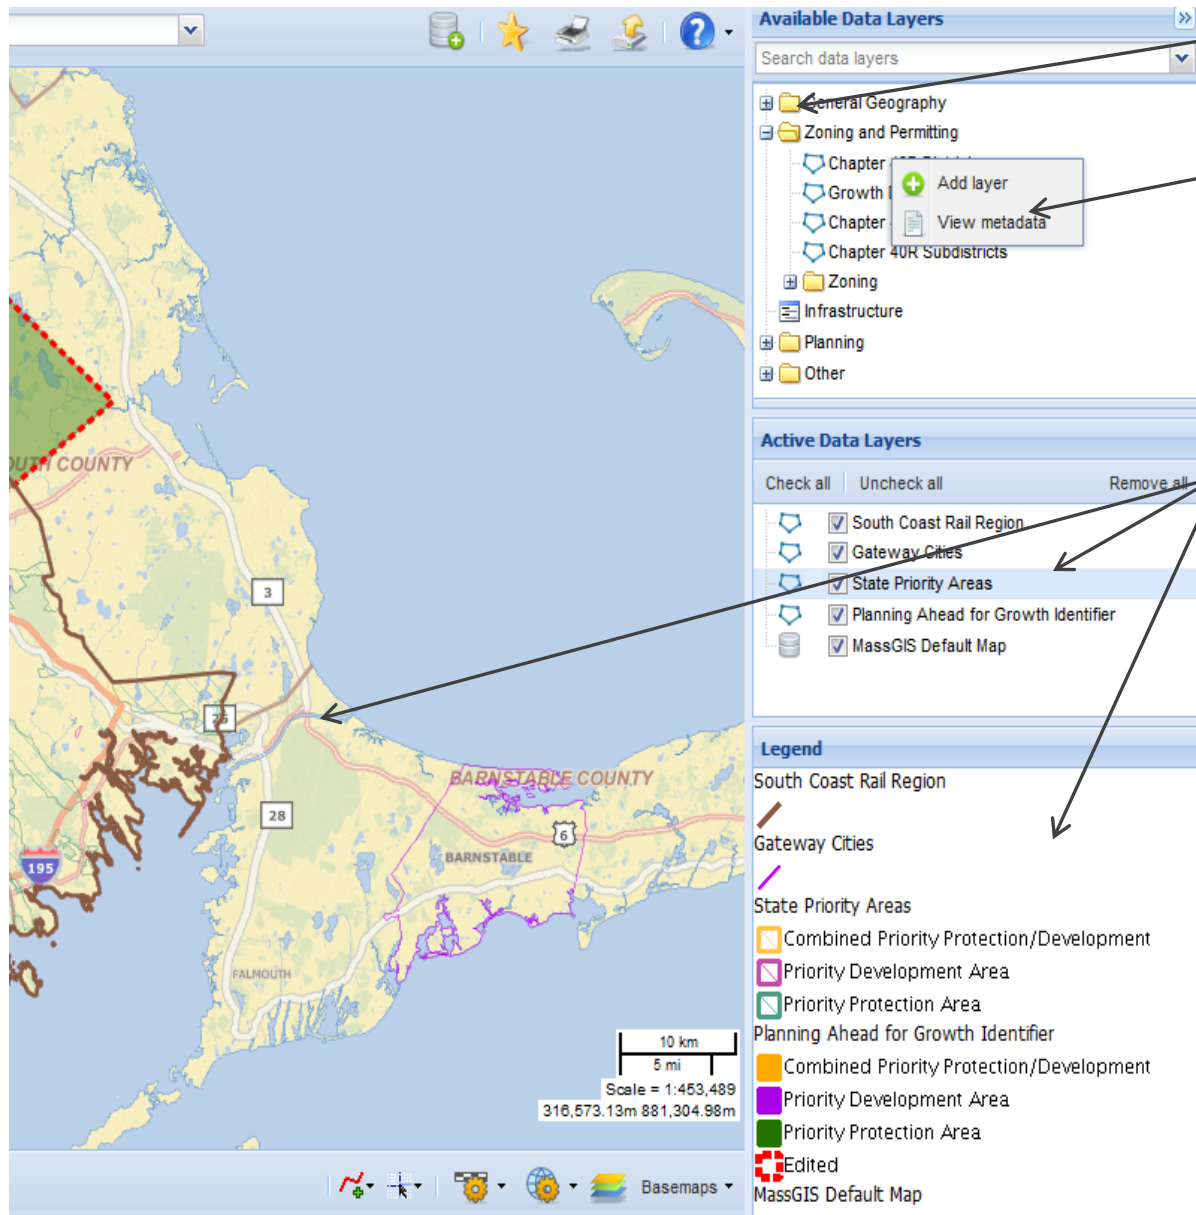 Available Data Layers
Search data layers
General Geography
Zoning and Permitting
Chapter
Growth
Chapter
Chapter 40R Subdistricts
Add layer
View metadata
Zoning
Infrastructure
Planning
Other
Active Data Layers
Check all Uncheck all Remove all
South Coast Rail Region
Gateway Cities
State Priority Areas
Planning Ahead for Growth Identifier
MassGIS Default Map
Legend
South Coast Rail Region
Gateway Cities
State Priority Areas
Combined Priority Protection/Development
Priority Development Area
Priority Protection Area
Planning Ahead for Growth Identifier
Combined Priority Protection/Development
Priority Development Area
Priority Protection Area
Edited
MassGIS Default Map
COUNTY
3
28
195
BARNSTABLE COUNTY
6
BARNSTABLE
FALMOUTH
10 km
5 mi
Scale = 1:453,489
316,573.13m 881,304.98m
Basemaps